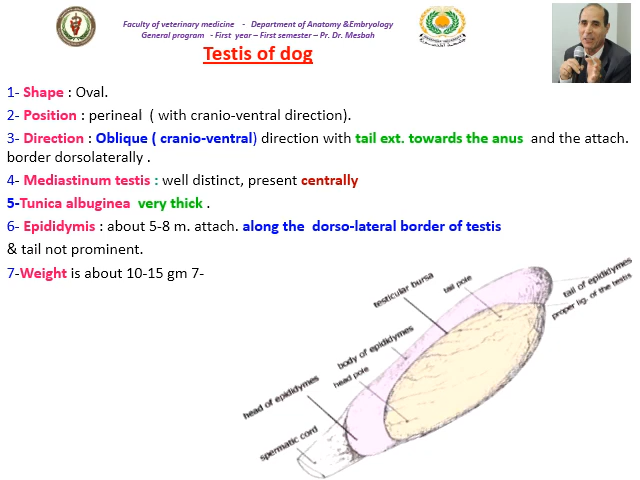 Faculty of veterinary medicine - Department of Anatomy &Embryology
General program - First year – First semester – Pr. Dr. Mesbah
Testis of dog
1- Shape : Oval.
2- Position : perineal ( with cranio-ventral direction).
3- Direction : Oblique ( cranio-ventral) direction with tail ext. towards the anus and the attach.
border dorsolaterally .
4- Mediastinum testis : well distinct, present centrally
5-Tunica albuginea very thick .
6- Epididymis : about 5-8 m. attach. along the dorso-lateral border of testis
& tail not prominent.
7-Weight is about 10-15 gm 7-
testicular bursa
tail pole
tail of epididymes
proper lig. of the testis
body of epididymes
head pole
head of epididymes
spermatic cord